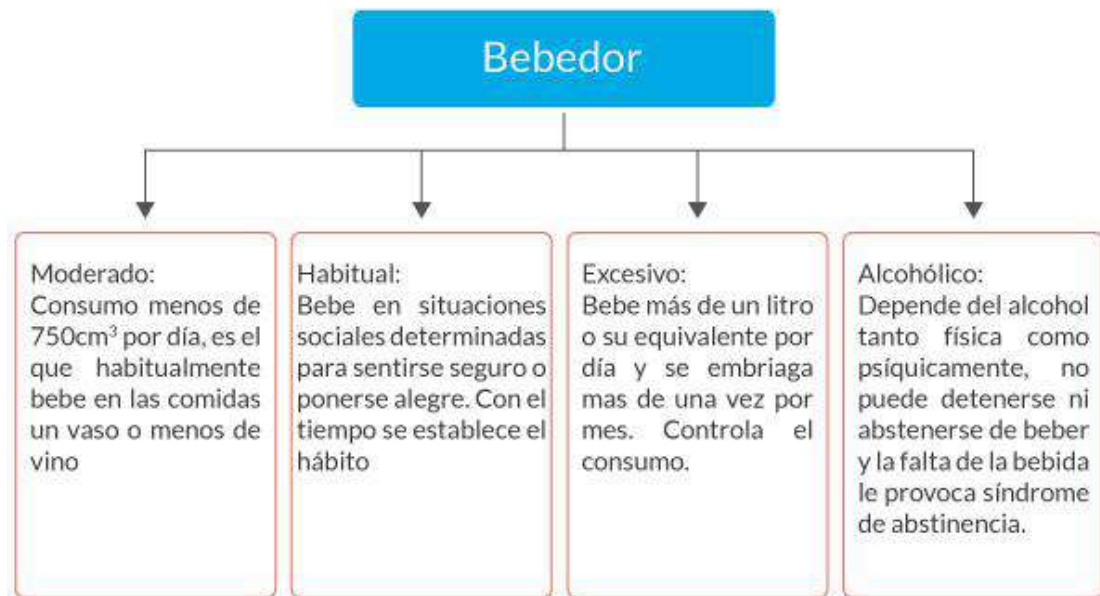 Bebedor
Moderado:
Consumo menos de
750cm³ por día, es el
que habitualmente
bebe en las comidas
un vaso o menos de
vino
Habitual:
Bebe en situaciones
sociales determinadas
para sentirse seguro o
ponerse alegre. Con el
tiempo se establece el
hábito
Excesivo:
Bebe más de un litro
o su equivalente por
día y se embriaga
mas de una vez por
mes. Controla el
consumo.
Alcohólico:
Depende del alcohol
tanto física como
psíquicamente, no
puede detenerse ni
abstenerse de beber
y la falta de la bebida
le provoca síndrome
de abstinencia.